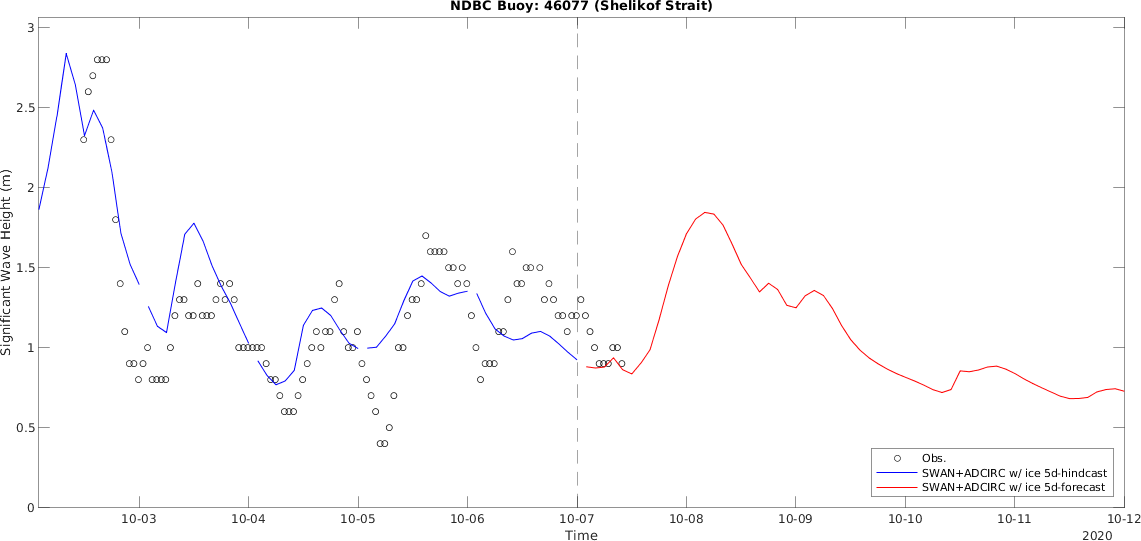 NDBC Buoy: 46077 (Shelikof Strait)
3
2.5
2
1.5
1
0.5
0
Significant Wave Height (m)
Obs.
SWAN+ADCIRC w/ ice 5d-hindcast
SWAN+ADCIRC w/ ice 5d-forecast
10-03 10-04 10-05 10-06 10-07 10-08 10-09 10-10 10-11 10-12
Time
2020